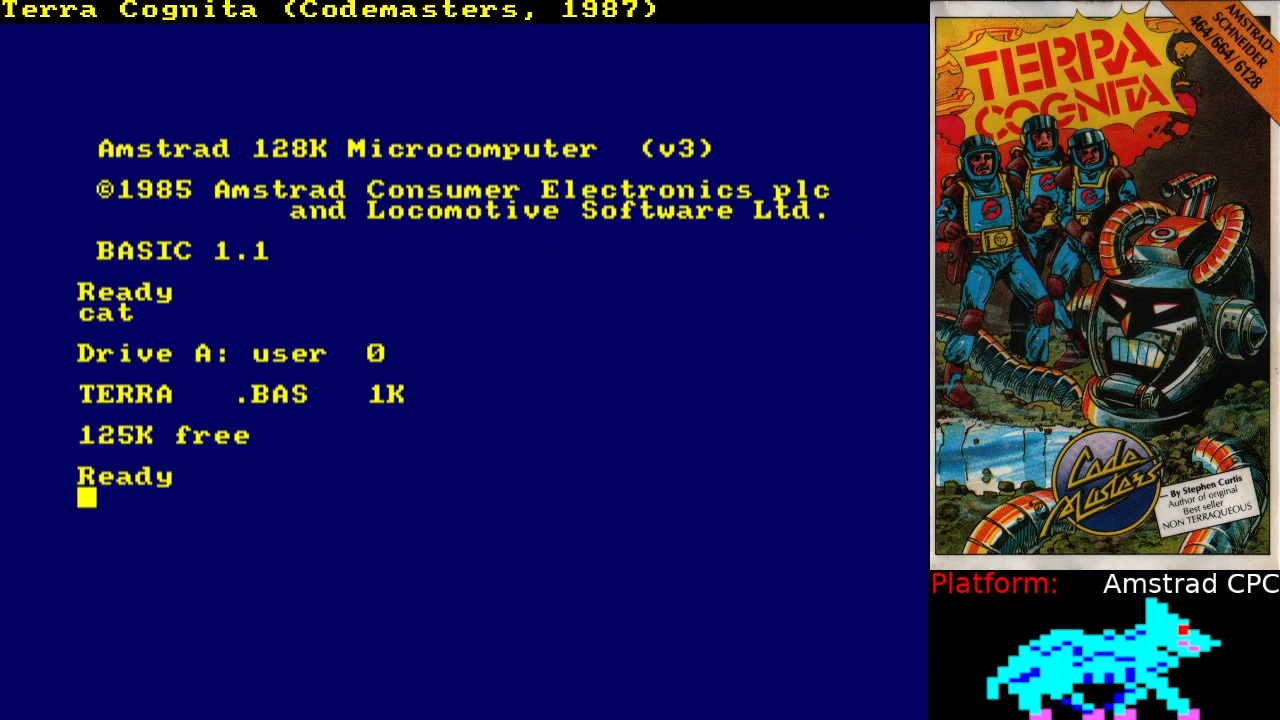 Terra Cognita (Codemasters, 1987)
Amstrad 128K Microcomputer (v3)
©1985 Amstrad Consumer Electronics plc
and Locomotive Software Ltd.
BASIC 1.1
Ready
cat
Drive A: user 0
TERRA .BAS 1K
125K free
Ready
AMSTRAD-
SCHNEIDER
464/664/6128
TERRA
COGNITA
Code
Masters
— By Stephen Curtis
Author of original
Best seller
NON TERRAQUEOUS
Platform: Amstrad CPC